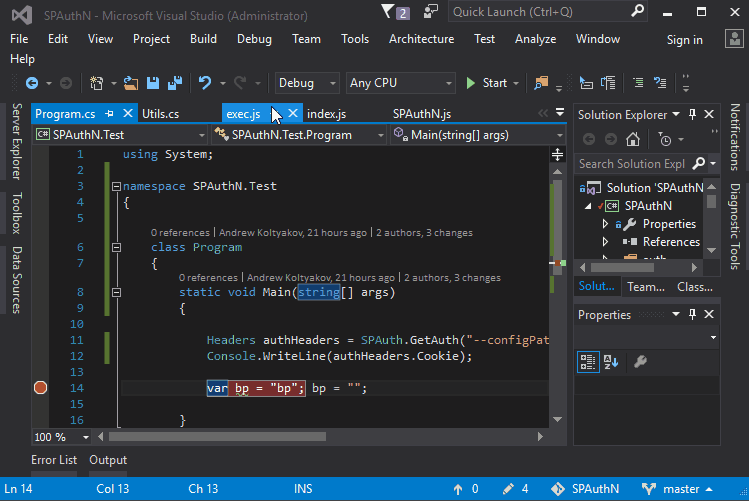 SPAuthN - Microsoft Visual Studio (Administrator)
2
Quick Launch (Ctrl+Q)
File Edit View Project Build Debug Team Tools Architecture Test Analyze Window Sign in
Help
Debug Any CPU Start
Program.cs Utils.cs exec.js index.js SPAuthN.js
SPAuthN.Test SPAuthN.Test.Program Main(string[] args)
1 using System;
2
3 namespace SPAuthN.Test
4 {
5
0 references | Andrew Koltyakov, 21 hours ago | 2 authors, 3 changes
6 class Program
7 {
0 references | Andrew Koltyakov, 21 hours ago | 2 authors, 3 changes
8 static void Main(string[] args)
9 {
10
11 Headers authHeaders = SPAuth.GetAuth("--configPat
12 Console.WriteLine(authHeaders.Cookie);
13
14 var bp = "bp"; bp = "";
15
16 }
100 %
Server Explorer
Toolbox
Data Sources
Solution Explorer
Search Solution Expl
Solution 'SPAuthN
C# SPAuthN
Properties
References
auth
Solut... Team... Class...
Properties
Notifications
Diagnostic Tools
Error List Output
Ln 14 Col 13 Ch 13 INS 0 4 SPAuthN master